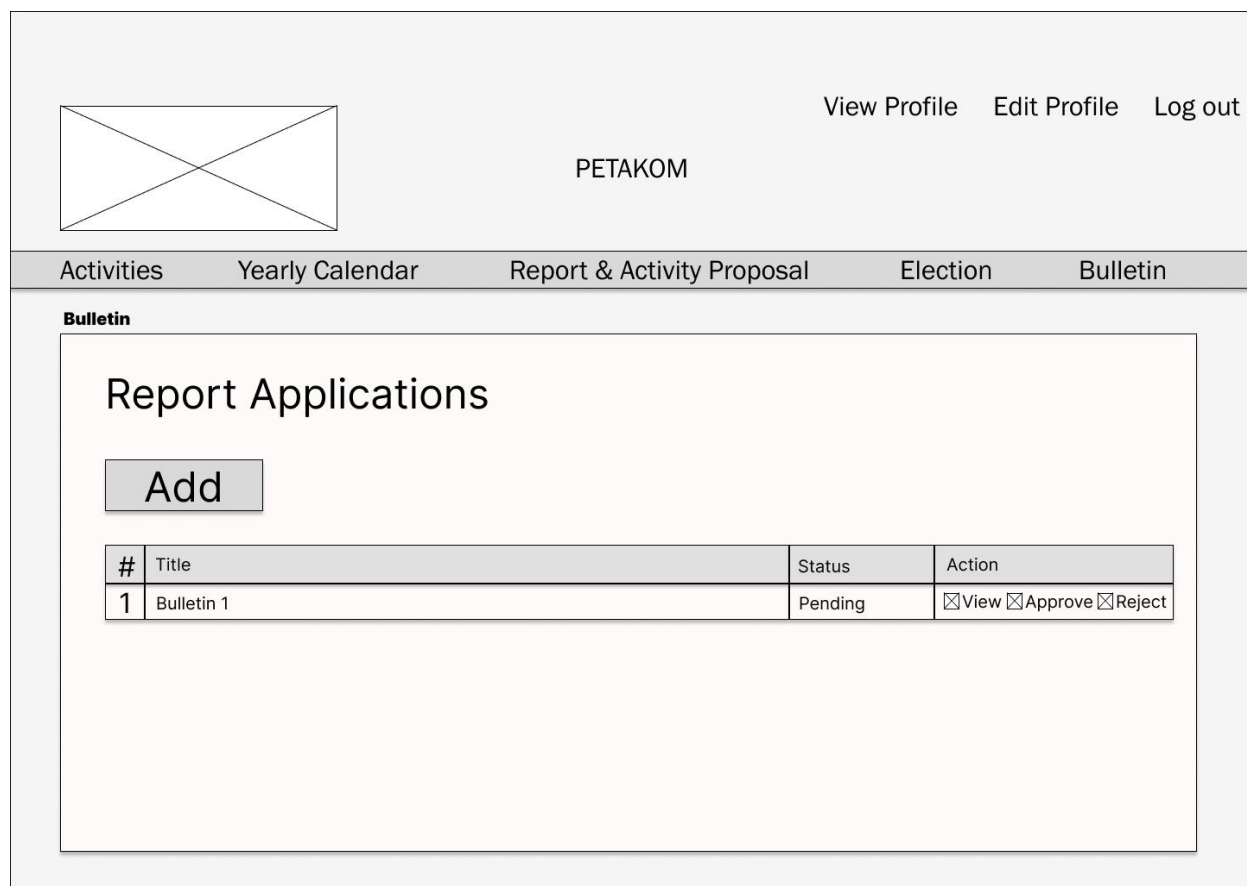 View Profile Edit Profile Log out
PETAKOM
Activities Yearly Calendar Report & Activity Proposal Election Bulletin
Bulletin
Report Applications
Add
# Title Status Action
1 Bulletin 1 Pending View Approve Reject